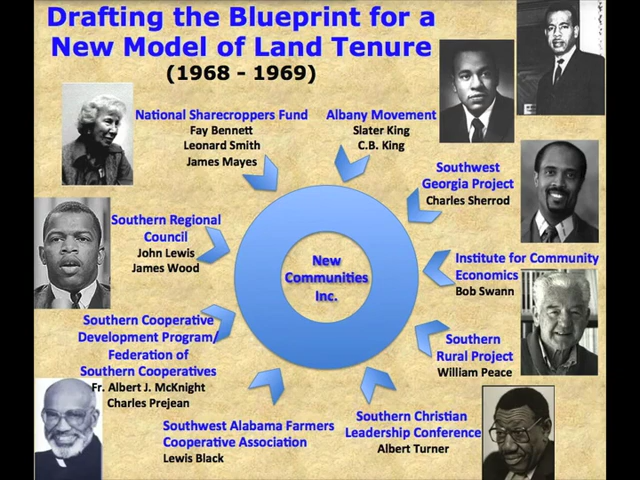 Drafting the Blueprint for a
New Model of Land Tenure
(1968 - 1969)
National Sharecroppers Fund
Fay Bennett
Leonard Smith
James Mayes
Albany Movement
Slater King
C.B. King
Southwest
Georgia Project
Charles Sherrod
Southern Regional
Council
John Lewis
James Wood
New
Communities
Inc.
Institute for Community
Economics
Bob Swann
Southern Cooperative
Development Program/
Federation of
Southern Cooperatives
Fr. Albert J. McKnight
Charles Prejean
Southern
Rural Project
William Peace
Southwest Alabama Farmers
Cooperative Association
Lewis Black
Southern Christian
Leadership Conference
Albert Turner